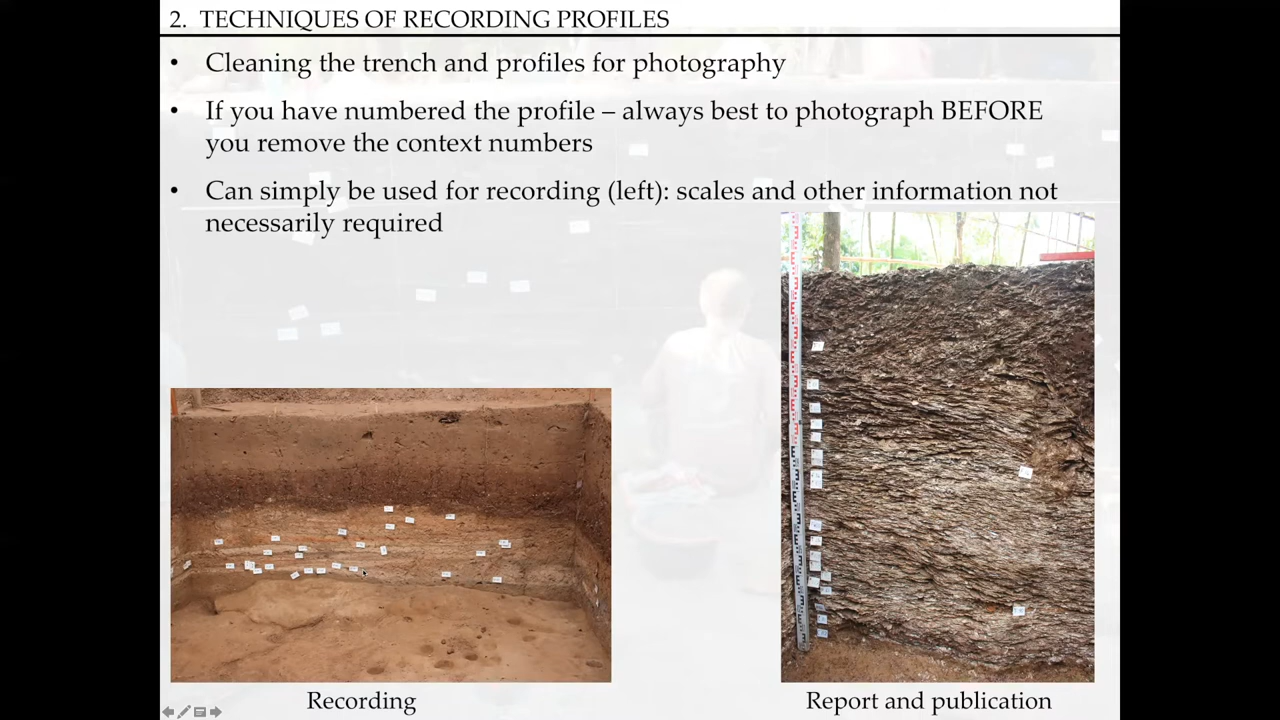 2. TECHNIQUES OF RECORDING PROFILES
• Cleaning the trench and profiles for photography
• If you have numbered the profile – always best to photograph BEFORE
you remove the context numbers
• Can simply be used for recording (left): scales and other information not
necessarily required
Recording
Report and publication